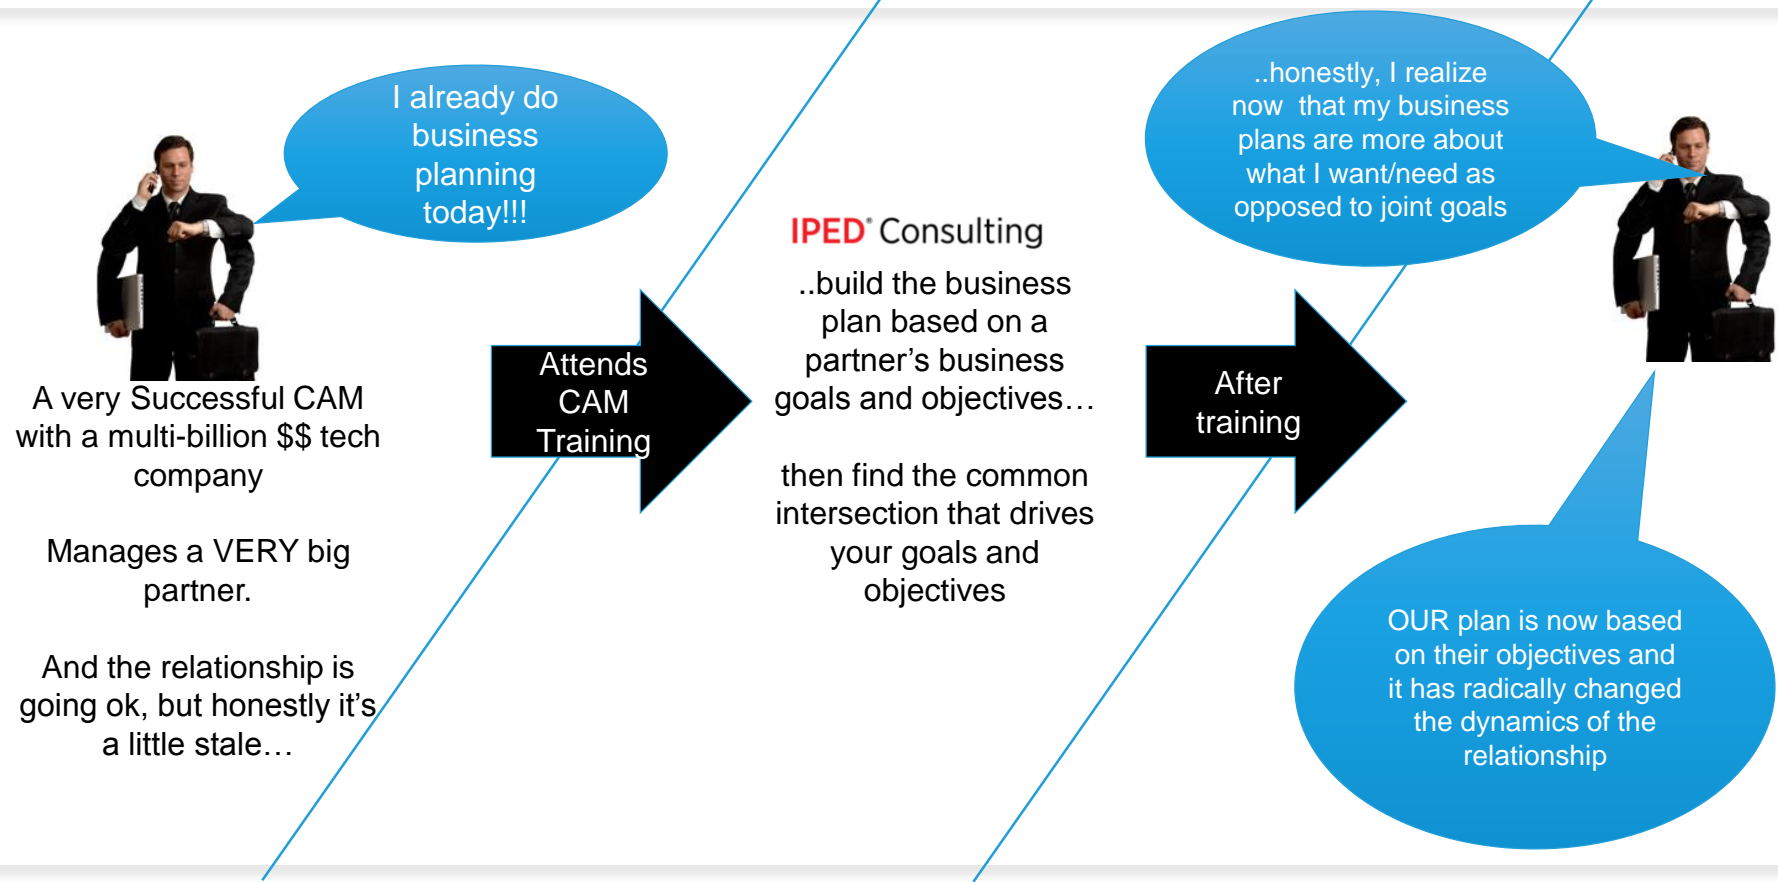 I already do
business
planning
today!!!
A very Successful CAM
with a multi-billion $$ tech
company
Manages a VERY big
partner.
And the relationship is
going ok, but honestly it’s
a little stale…
Attends
CAM
Training
IPED® Consulting
..build the business
plan based on a
partner’s business
goals and objectives…
then find the common
intersection that drives
your goals and
objectives
After
training
..honestly, I realize
now  that my business
plans are more about
what I want/need as
opposed to joint goals
OUR plan is now based
on their objectives and
it has radically changed
the dynamics of the
relationship